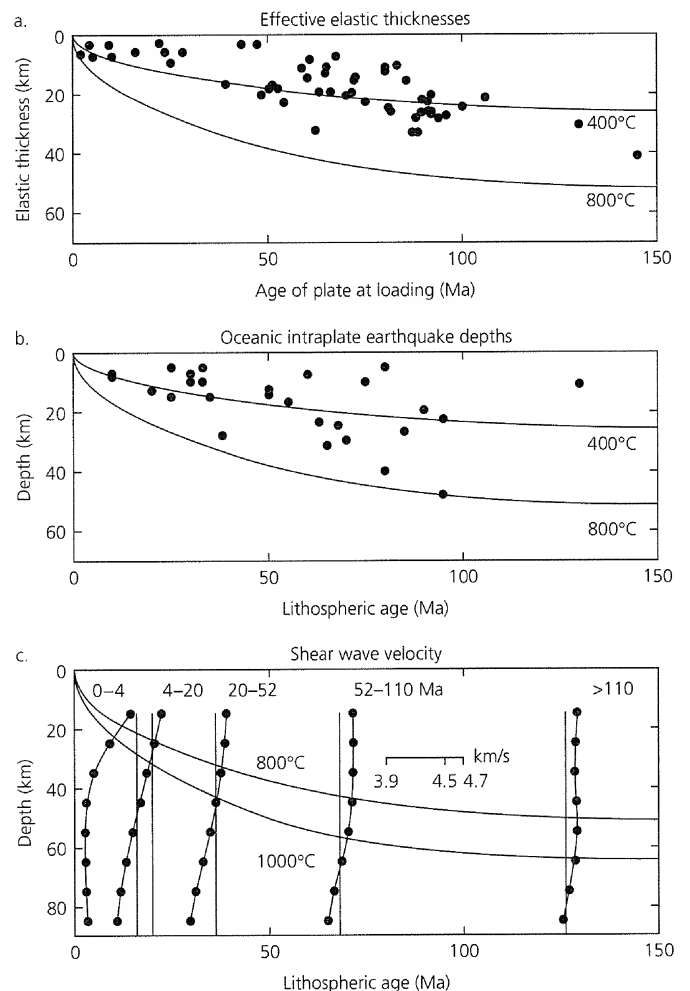 a.
Effective elastic thicknesses
0
20
40
60
Elastic thickness (km)
400°C
800°C
0
50
100
150
Age of plate at loading (Ma)
b.
Oceanic intraplate earthquake depths
0
20
40
60
Depth (km)
400°C
800°C
0
50
100
150
Lithospheric age (Ma)
c.
Shear wave velocity
0
20
40
60
80
Depth (km)
0–4
4–20
20–52
52–110 Ma
>110
800°C
km/s
3.9
4.5
4.7
1000°C
0
50
100
150
Lithospheric age (Ma)